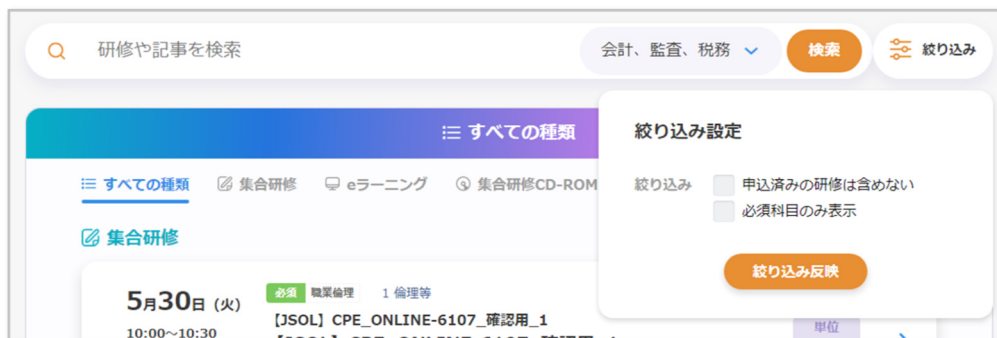 研修や記事を検索
会計、監査、税務
検索
絞り込み
すべての種類
絞り込み設定
すべての種類 集合研修 eラーニング 集合研修CD-ROM
絞り込み 申込済みの研修は含めない
必須科目のみ表示
集合研修
絞り込み反映
5月30日（火）
10:00～10:30
必須 職業倫理 1 倫理等
【JSOL】CPE_ONLINE-6107_確認用_1
単位